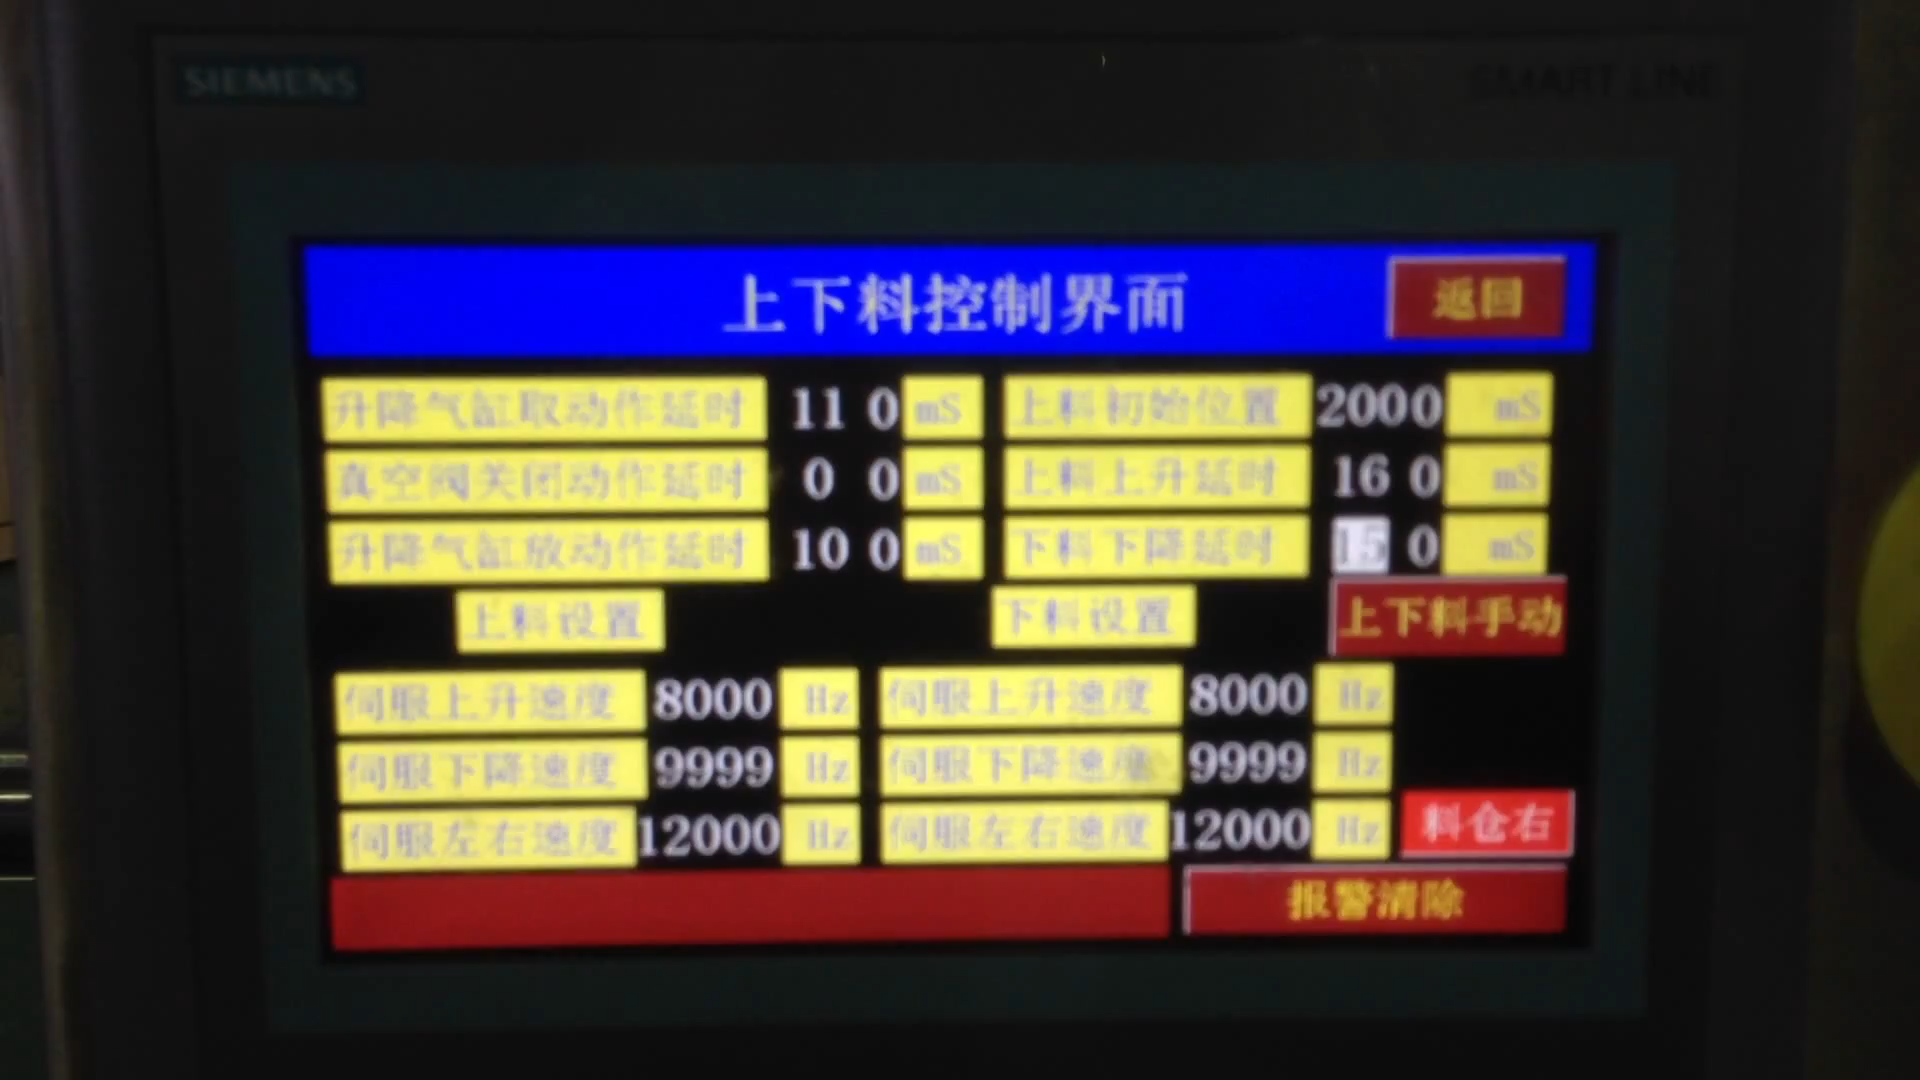 SIEMENS
SMART LINE
上下料控制界面 返回
升降气缸取动作延时 11 0 mS 上料初始位置 2000 mS
真空阀关闭动作延时 0 0 mS 上料上升延时 16 0 mS
升降气缸放动作延时 10 0 mS 下料下降延时 15 0 mS
上料设置 下料设置 上下料手动
伺服上升速度 8000 Hz 伺服上升速度 8000 Hz
伺服下降速度 9999 Hz 伺服下降速度 9999 Hz
伺服左右速度 12000 Hz 伺服左右速度 12000 Hz 料仓右
报警清除